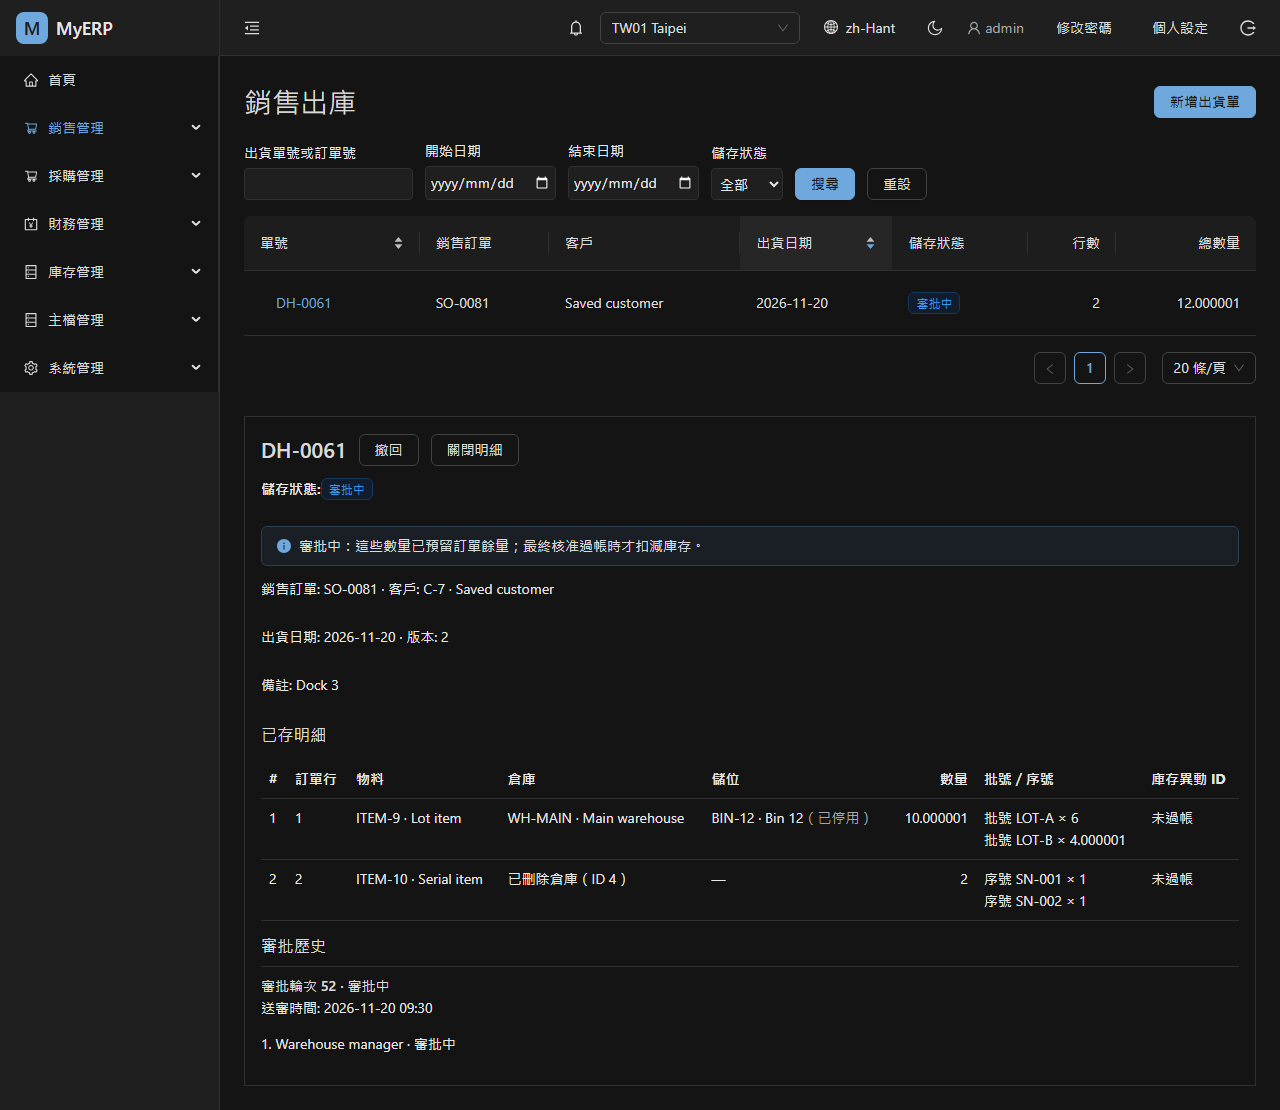 M MyERP
TW01 Taipei
zh-Hant
admin
修改密碼
個人設定
首頁
銷售管理
採購管理
財務管理
庫存管理
主檔管理
系統管理
銷售出庫
新增出貨單
出貨單號或訂單號
開始日期
結束日期
儲存狀態
yyyy/mm/dd
yyyy/mm/dd
全部
搜尋
重設
單號 銷售訂單 客戶 出貨日期 儲存狀態 行數 總數量
DH-0061 SO-0081 Saved customer 2026-11-20 審批中 2 12.000001
< 1 > 20 條/頁
DH-0061 撤回 關閉明細
儲存狀態: 審批中
審批中：這些數量已預留訂單餘量；最終核准過帳時才扣減庫存。
銷售訂單: SO-0081 · 客戶: C-7 · Saved customer
出貨日期: 2026-11-20 · 版本: 2
備註: Dock 3
已存明細
# 訂單行 物料 倉庫 儲位 數量 批號 / 序號 庫存異動 ID
1 1 ITEM-9 · Lot item WH-MAIN · Main warehouse BIN-12 · Bin 12（已停用） 10.000001 批號 LOT-A × 6 未過帳
批號 LOT-B × 4.000001
2 2 ITEM-10 · Serial item 已刪除倉庫（ID 4） — 2 序號 SN-001 × 1 未過帳
序號 SN-002 × 1
審批歷史
審批輪次 52 · 審批中
送審時間: 2026-11-20 09:30
1. Warehouse manager · 審批中